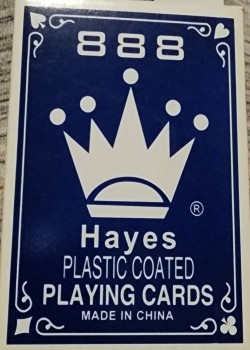 888
®
Hayes
PLASTIC COATED
PLAYING CARDS
MADE IN CHINA